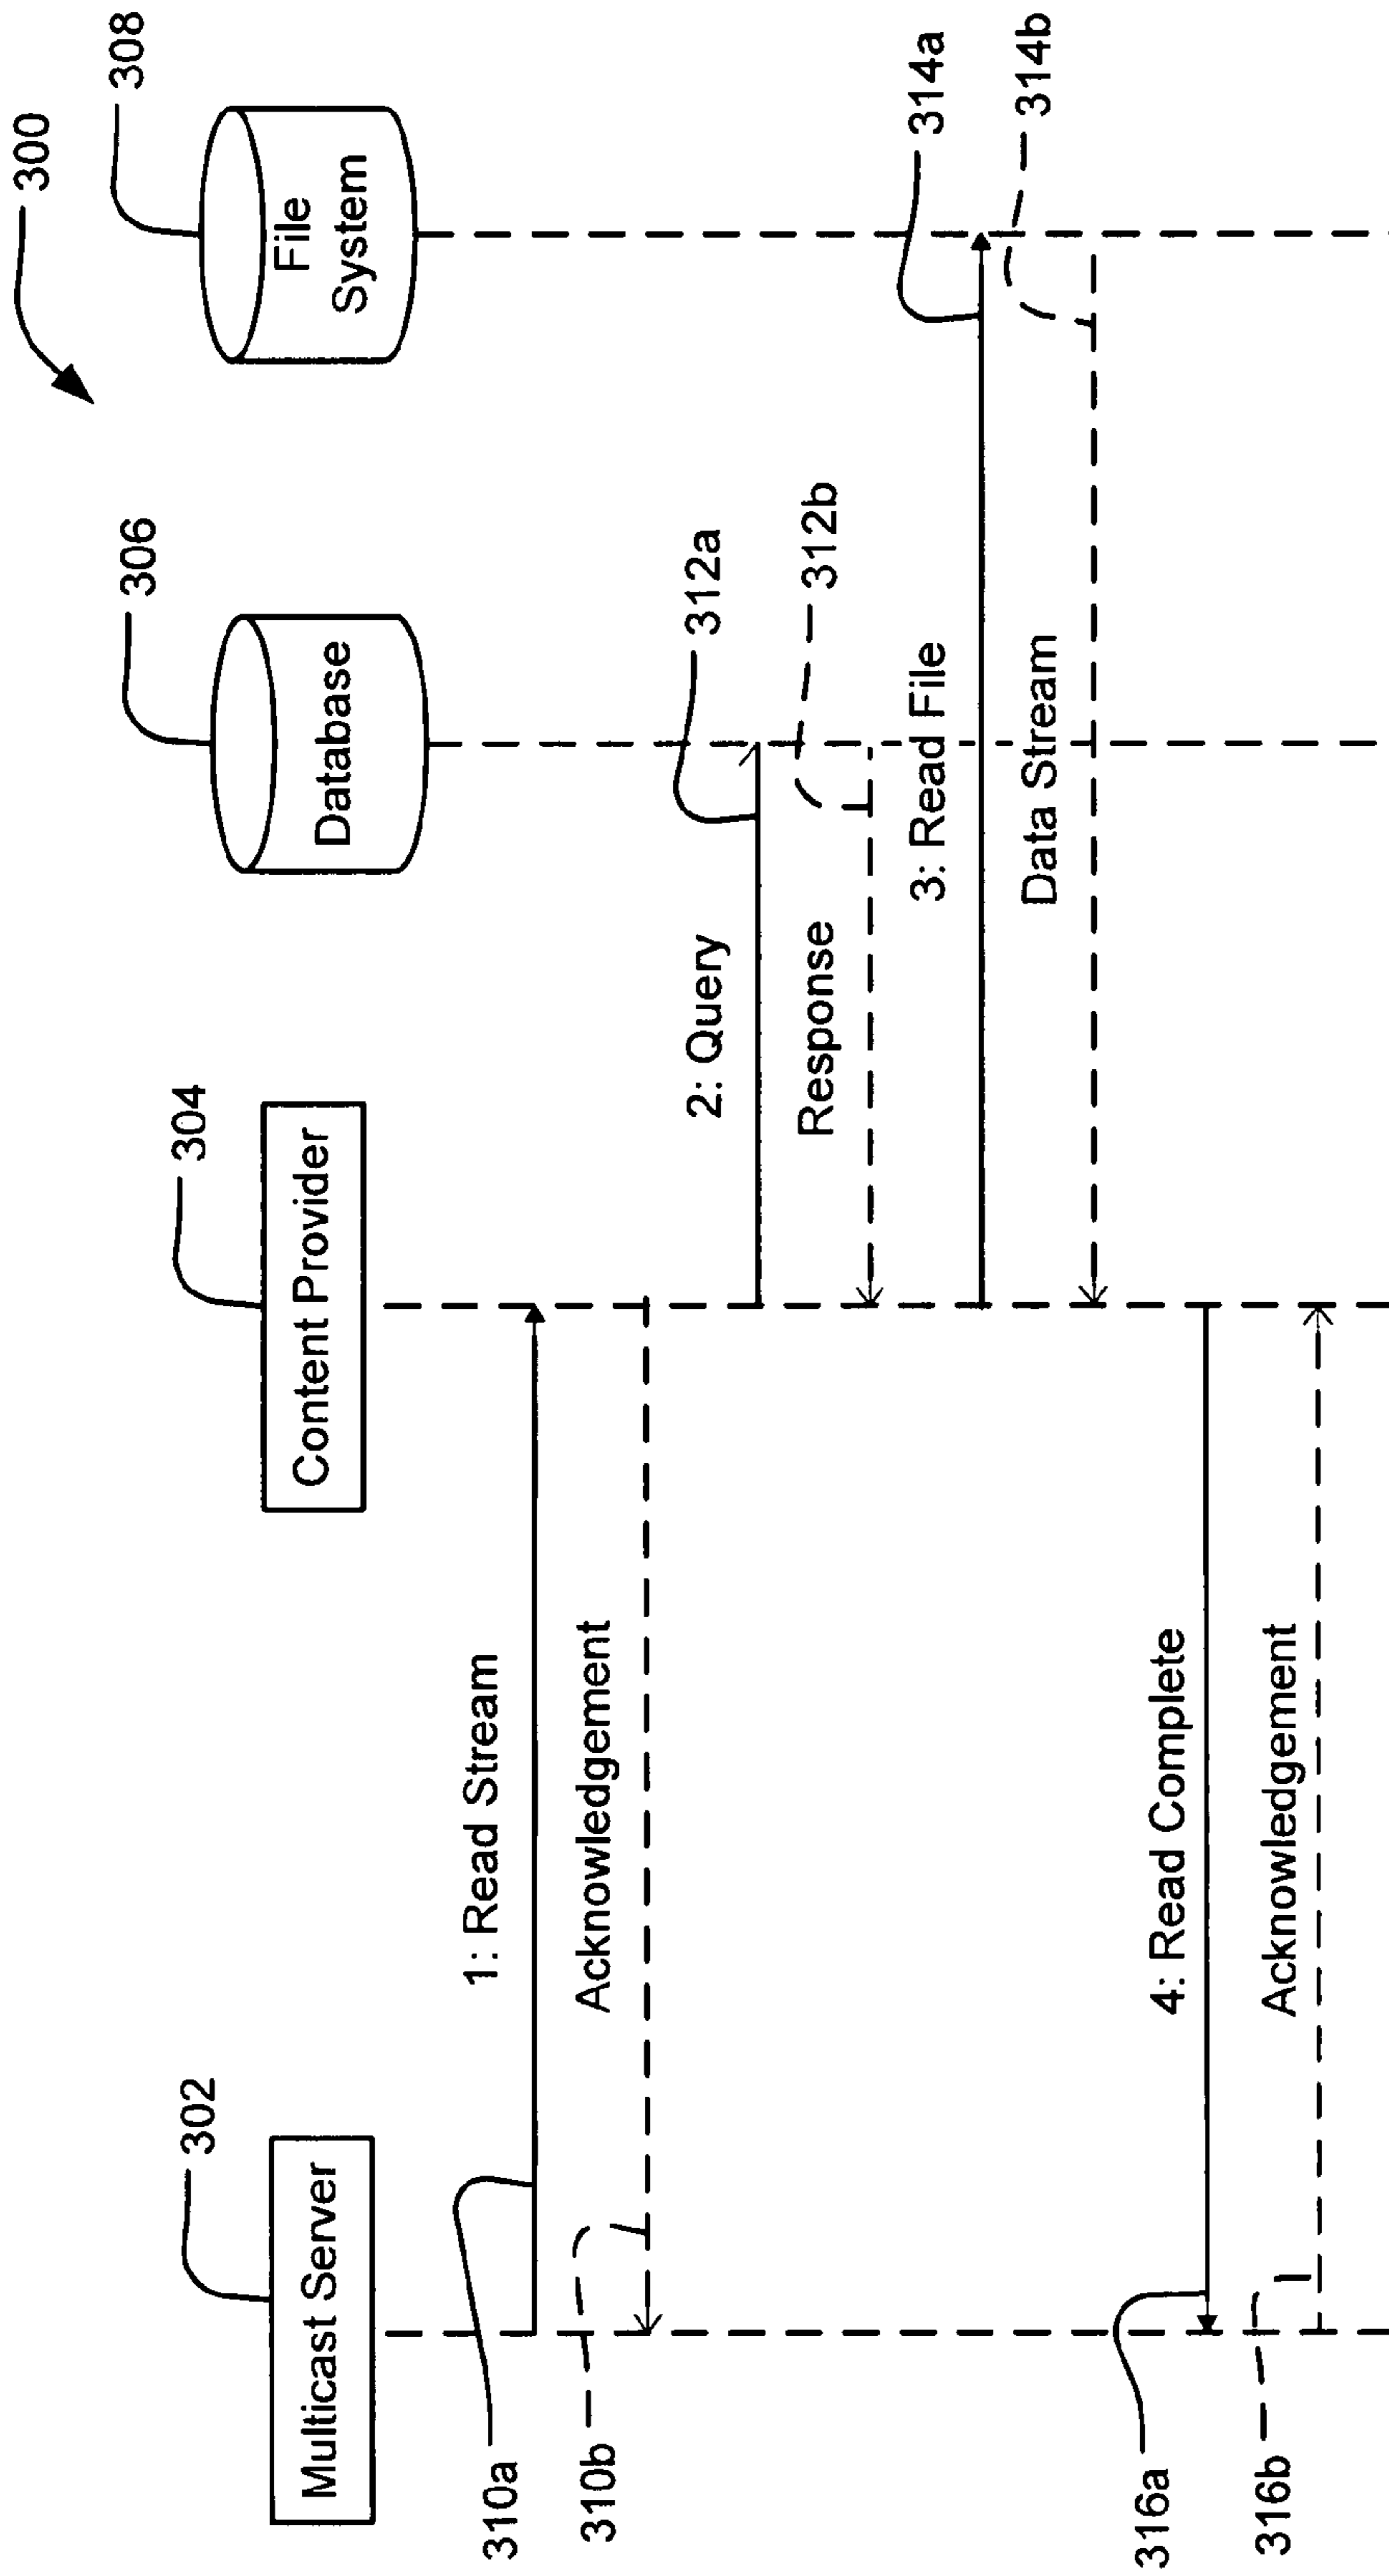 300
302
304
306
308
Multicast Server
Content Provider
Database
File
System
310a
1: Read Stream
310b
Acknowledgement
2: Query
312a
Response
312b
3: Read File
314a
Data Stream
314b
316a
4: Read Complete
316b
Acknowledgement